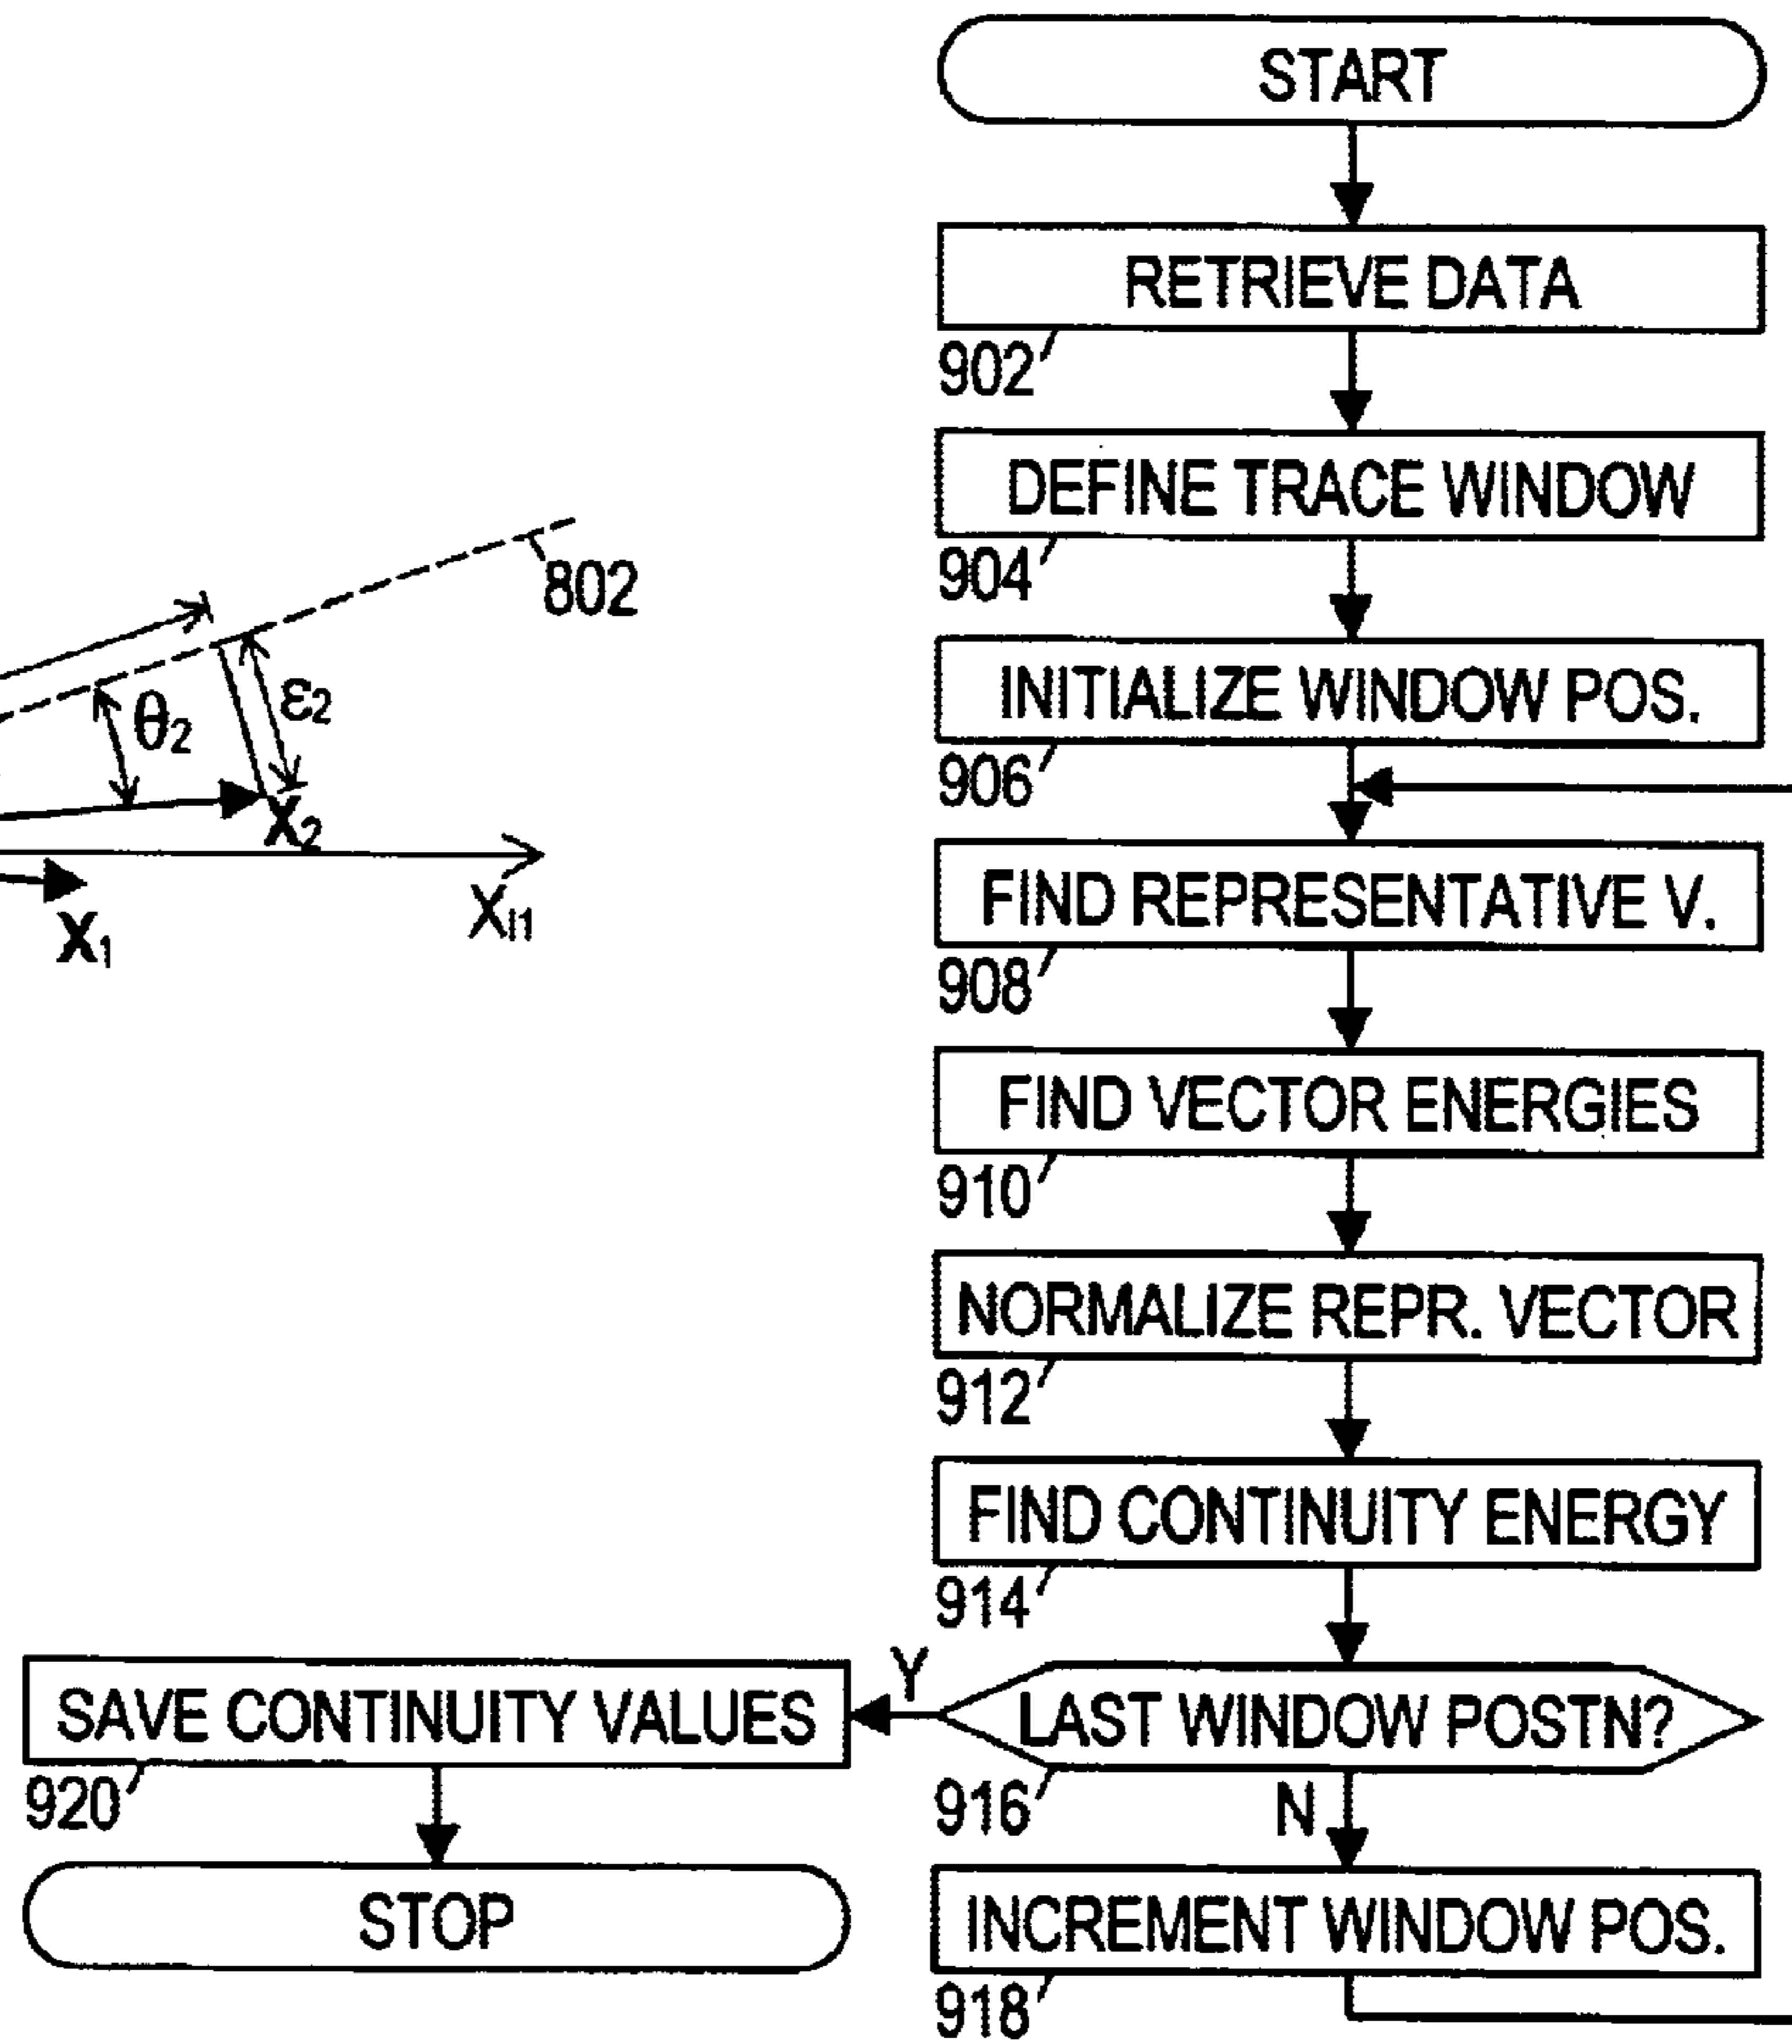 802
θ2
ε2
X2
X1
XI1
START
RETRIEVE DATA
902
DEFINE TRACE WINDOW
904
INITIALIZE WINDOW POS.
906
FIND REPRESENTATIVE V.
908
FIND VECTOR ENERGIES
910
NORMALIZE REPR. VECTOR
912
FIND CONTINUITY ENERGY
914
LAST WINDOW POSTN?
916
Y
N
SAVE CONTINUITY VALUES
920
STOP
INCREMENT WINDOW POS.
918